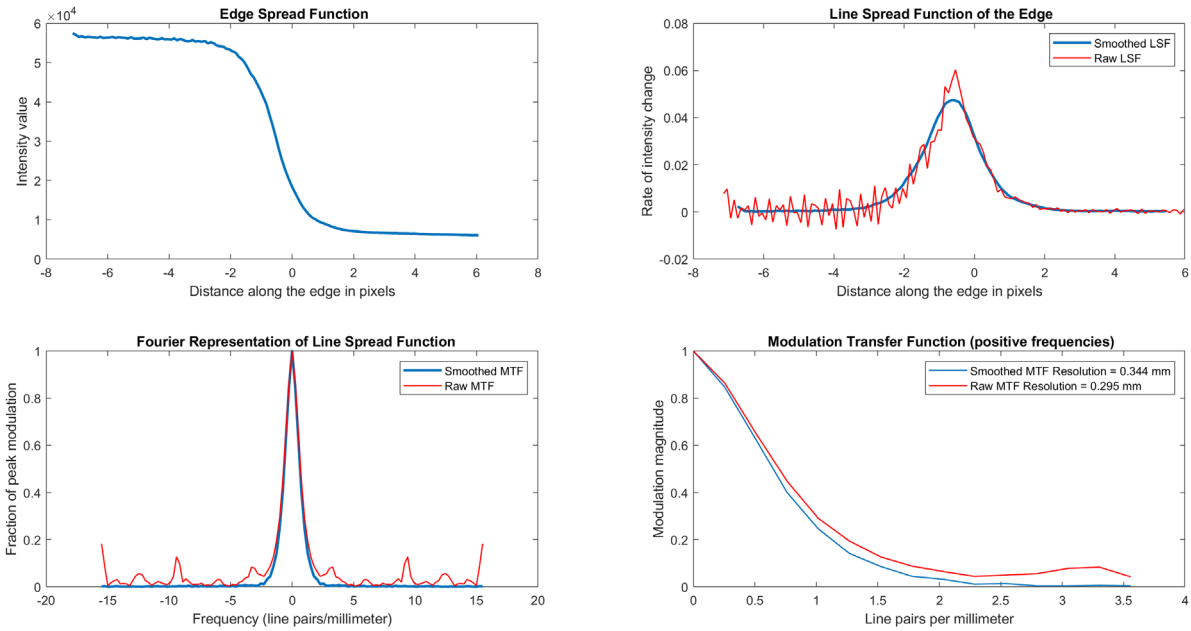 Edge Spread Function
×10⁴
6
5
4
3
2
1
0
Intensity value
-8 -6 -4 -2 0 2 4 6 8
Distance along the edge in pixels
Line Spread Function of the Edge
Smoothed LSF
Raw LSF
0.08
0.06
0.04
0.02
0
-0.02
Rate of intensity change
-8 -6 -4 -2 0 2 4 6
Distance along the edge in pixels
Fourier Representation of Line Spread Function
Smoothed MTF
Raw MTF
1
0.8
0.6
0.4
0.2
0
Fraction of peak modulation
-20 -15 -10 -5 0 5 10 15 20
Frequency (line pairs/millimeter)
Modulation Transfer Function (positive frequencies)
Smoothed MTF Resolution = 0.344 mm
Raw MTF Resolution = 0.295 mm
1
0.8
0.6
0.4
0.2
0
Modulation magnitude
0 0.5 1 1.5 2 2.5 3 3.5 4
Line pairs per millimeter